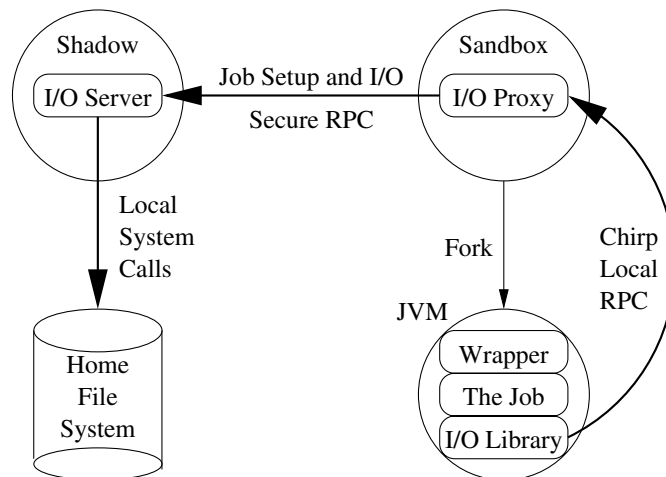 Shadow
Sandbox
I/O Server
Job Setup and I/O
I/O Proxy
Secure RPC
Local
System
Calls
Fork
Chirp
Local
RPC
JVM
Home
File
System
Wrapper
The Job
I/O Library